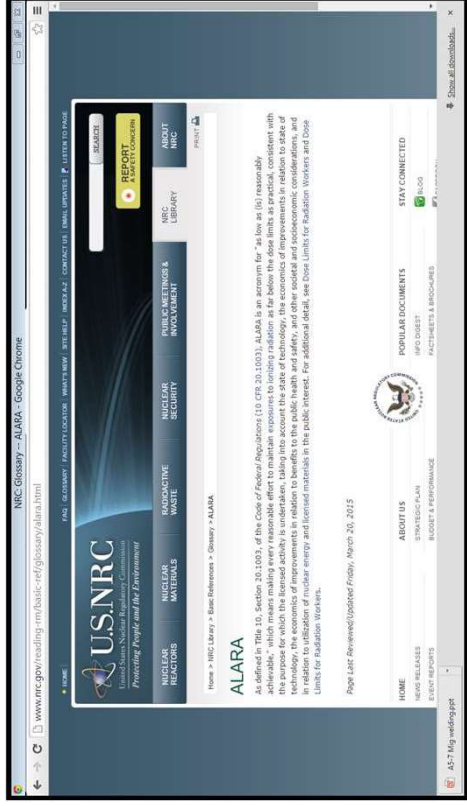 NRC: Glossary -- ALARA - Google Chrome
www.nrc.gov/reading-rm/basic-ref/glossary/alara.html
HOME
FAQ | GLOSSARY | FACILITY LOCATOR | WHAT'S NEW | SITE HELP | INDEX A-Z | CONTACT US | EMAIL UPDATES | LISTEN TO PAGE
U.S.NRC
United States Nuclear Regulatory Commission
Protecting People and the Environment
SEARCH
REPORT
A SAFETY CONCERN
NUCLEAR REACTORS
NUCLEAR MATERIALS
RADIOACTIVE WASTE
NUCLEAR SECURITY
PUBLIC MEETINGS & INVOLVEMENT
NRC LIBRARY
ABOUT NRC
PRINT
Home > NRC Library > Basic References > Glossary > ALARA
ALARA
As defined in Title 10, Section 20.1003, of the Code of Federal Regulations (10 CFR 20.1003), ALARA is an acronym for "as low as (is) reasonably
achievable," which means making every reasonable effort to maintain exposures to ionizing radiation as far below the dose limits as practical, consistent with
the purpose for which the licensed activity is undertaken, taking into account the state of technology, the economics of improvements in relation to state of
technology, the economics of improvements in relation to benefits to the public health and safety, and other societal and socioeconomic considerations, and
in relation to utilization of nuclear energy and licensed materials in the public interest. For additional detail, see Dose Limits for Radiation Workers and Dose
Limits for Radiation Workers.
Page Last Reviewed/Updated Friday, March 20, 2015
HOME
NEWS RELEASES
EVENT REPORTS
ABOUT US
STRATEGIC PLAN
BUDGET & PERFORMANCE
POPULAR DOCUMENTS
INFO DIGEST
FACTSHEETS & BROCHURES
STAY CONNECTED
BLOG
A5-7 Mig welding.ppt
Show all downloads...